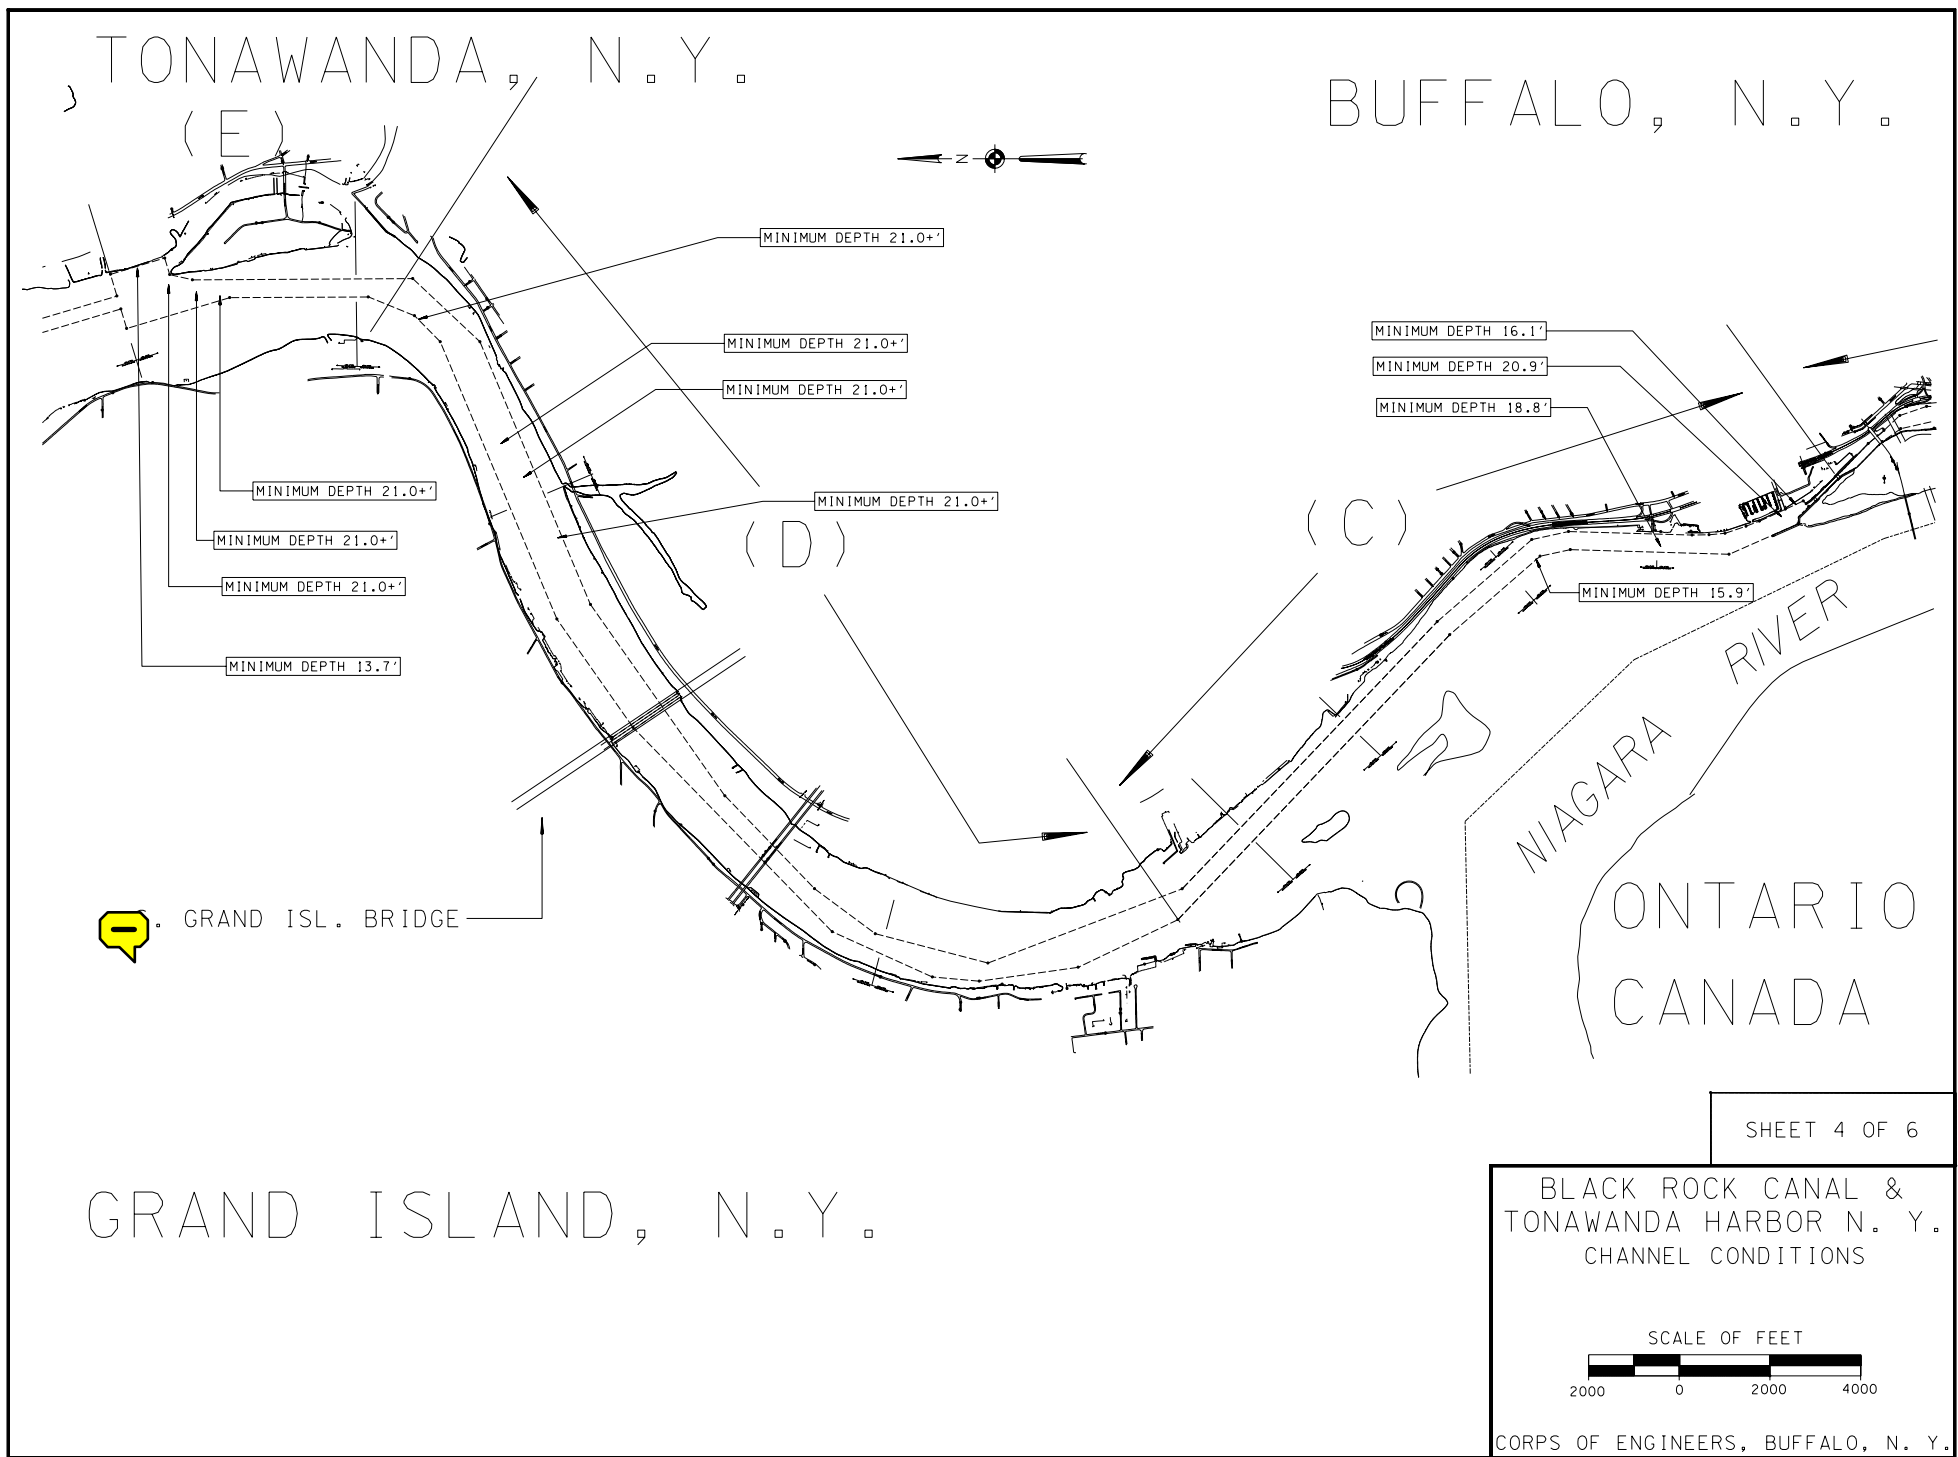 TONAWANDA, N.Y.
BUFFALO, N.Y.
(E)
N
MINIMUM DEPTH 21.0+'
MINIMUM DEPTH 16.1'
MINIMUM DEPTH 21.0+'
MINIMUM DEPTH 20.9'
MINIMUM DEPTH 21.0+'
MINIMUM DEPTH 18.8'
MINIMUM DEPTH 21.0+'
MINIMUM DEPTH 21.0+'
(C)
MINIMUM DEPTH 21.0+'
(D)
MINIMUM DEPTH 21.0+'
MINIMUM DEPTH 15.9'
MINIMUM DEPTH 13.7'
NIAGARA RIVER
. GRAND ISL. BRIDGE
ONTARIO
CANADA
SHEET 4 OF 6
GRAND ISLAND, N.Y.
BLACK ROCK CANAL &
TONAWANDA HARBOR N. Y.
CHANNEL CONDITIONS
SCALE OF FEET
2000 0 2000 4000
CORPS OF ENGINEERS, BUFFALO, N. Y.